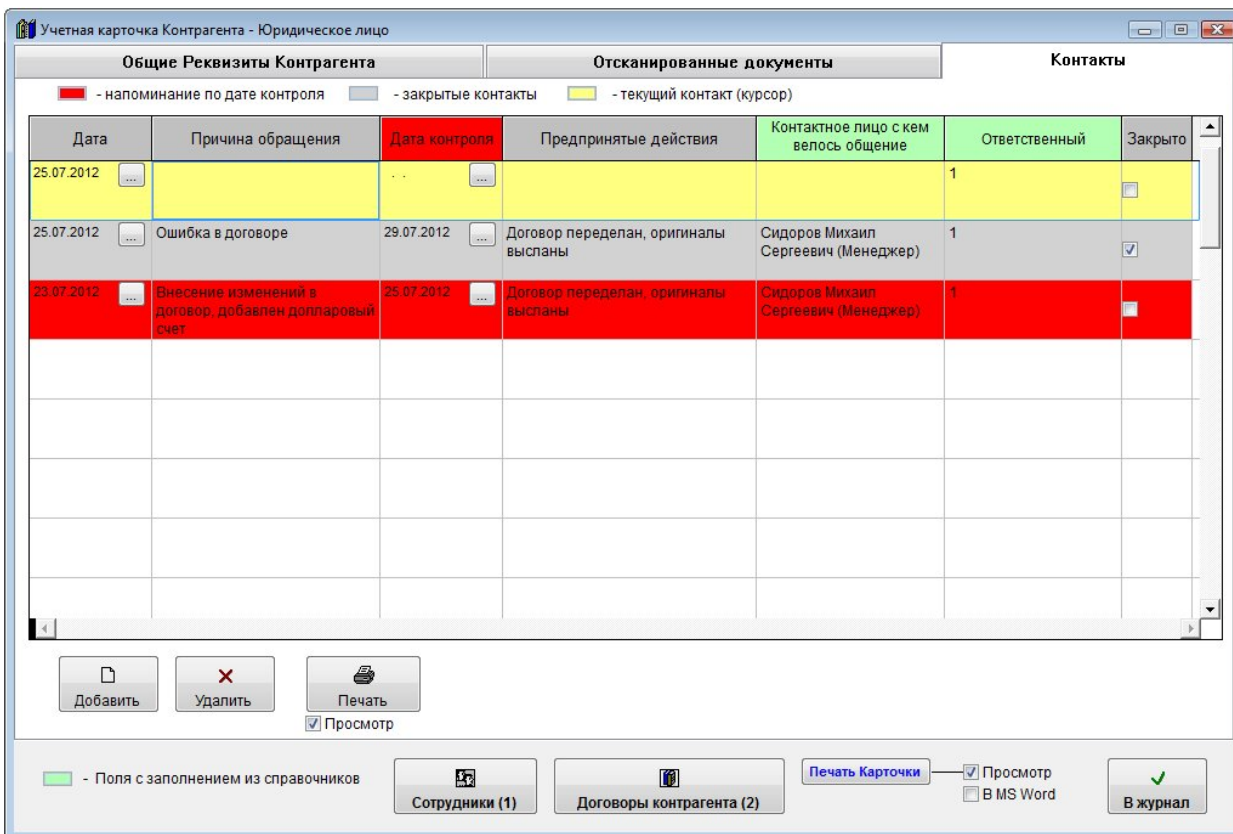 Учетная карточка Контрагента - Юридическое лицо
Общие Реквизиты Контрагента Отсканированные документы Контакты
- напоминание по дате контроля - закрытые контакты - текущий контакт (курсор)
Дата Причина обращения Дата контроля Предпринятые действия Контактное лицо с кем Ответственный Закрыто
велось общение
25.07.2012 ... . . ... 1
25.07.2012 ... Ошибка в договоре 29.07.2012 ... Договор переделан, оригиналы Сидоров Михаил 1
высланы Сергеевич (Менеджер)
23.07.2012 ... Внесение изменений в 25.07.2012 ... Договор переделан, оригиналы Сидоров Михаил 1
договор, добавлен долларовый высланы Сергеевич (Менеджер)
счет
Добавить Удалить Печать
Просмотр
- Поля с заполнением из справочников
Сотрудники (1) Договоры контрагента (2) Печать Карточки Просмотр
В MS Word
В журнал